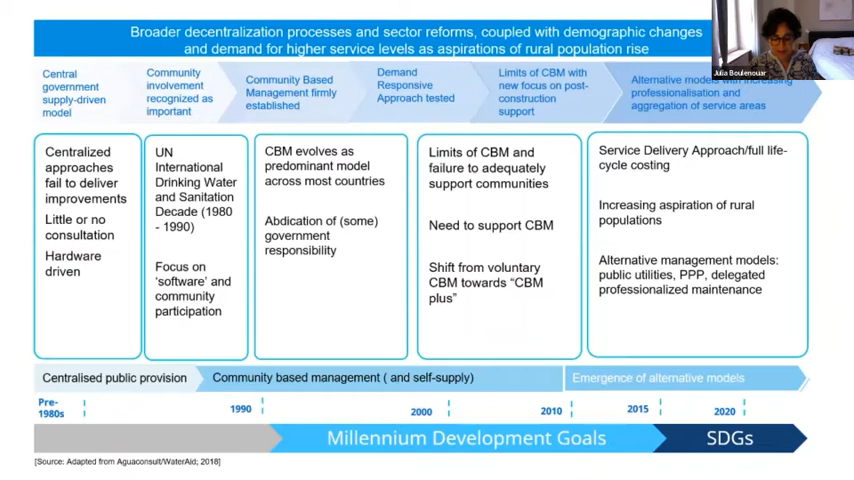 Broader decentralization processes and sector reforms, coupled with demographic changes
and demand for higher service levels as aspirations of rural population rise
Julia Boulenouar
Central
government
supply-driven
model
Community
involvement
recognized as
important
Community Based
Management firmly
established
Demand
Responsive
Approach tested
Limits of CBM with
new focus on post-
construction
support
Alternative models with increasing
professionalisation and
aggregation of service areas
Centralized
approaches
fail to deliver
improvements
Little or no
consultation
Hardware
driven
UN
International
Drinking Water
and Sanitation
Decade (1980
- 1990)
Focus on
‘software’ and
community
participation
CBM evolves as
predominant model
across most countries
Abdication of (some)
government
responsibility
Limits of CBM and
failure to adequately
support communities
Need to support CBM
Shift from voluntary
CBM towards “CBM
plus”
Service Delivery Approach/full life-
cycle costing
Increasing aspiration of rural
populations
Alternative management models:
public utilities, PPP, delegated
professionalized maintenance
Centralised public provision
Community based management ( and self-supply)
Emergence of alternative models
Pre-
1980s
1990
2000
2010
2015
2020
Millennium Development Goals
SDGs
[Source: Adapted from Aguaconsult/WaterAid; 2018]